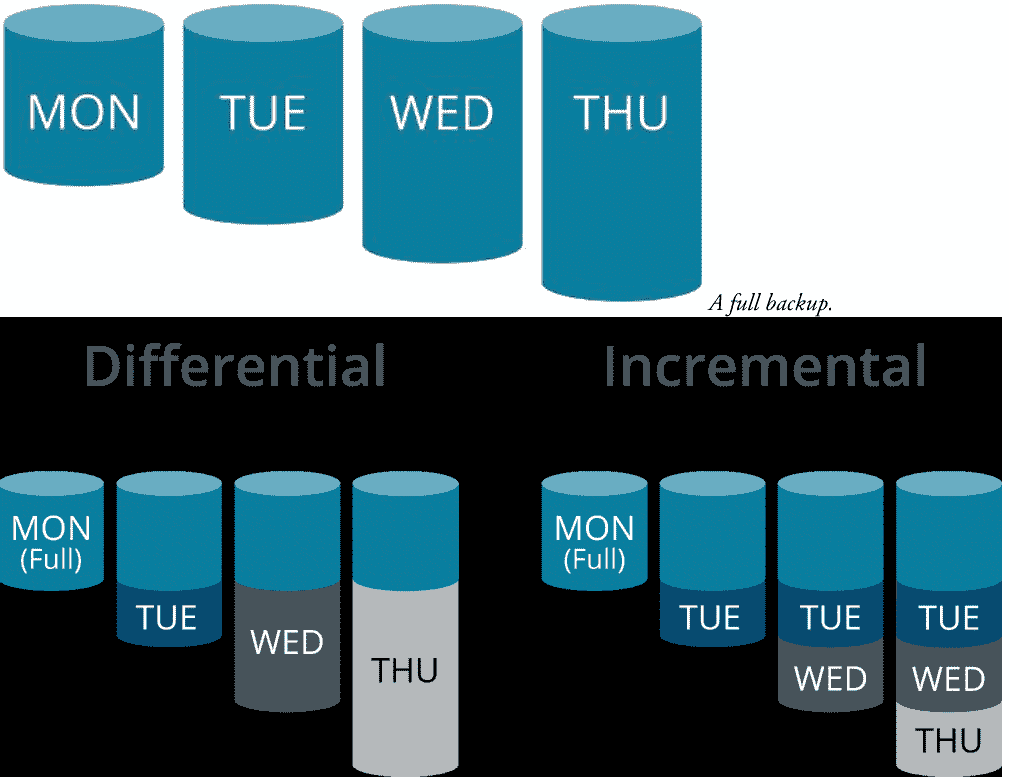 MON TUE WED THU
A full backup.
Differential
Incremental
MON
(Full)
TUE
WED
THU
MON
(Full)
TUE
TUE
WED
TUE
WED
THU